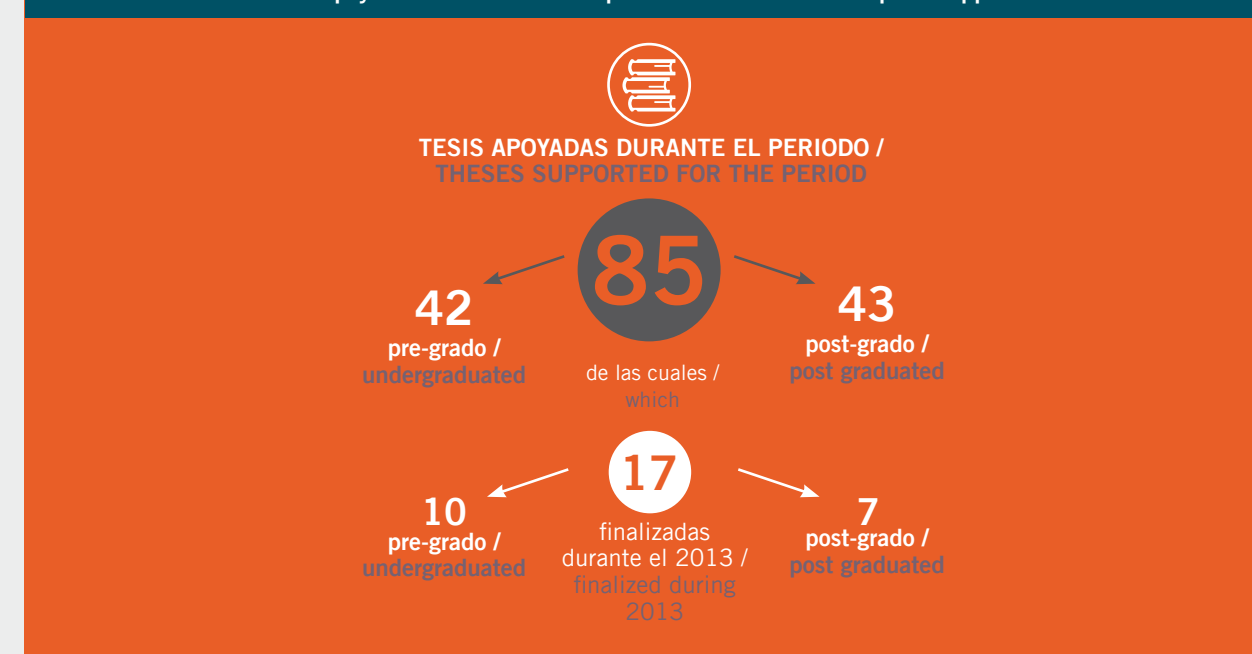 TESIS APOYADAS DURANTE EL PERIODO /
THESES SUPPORTED FOR THE PERIOD
85
42
pre-grado /
undergraduated
43
post-grado /
post graduated
de las cuales /
which
17
10
pre-grado /
undergraduated
finalizadas
durante el 2013 /
finalized during
2013
7
post-grado /
post graduated